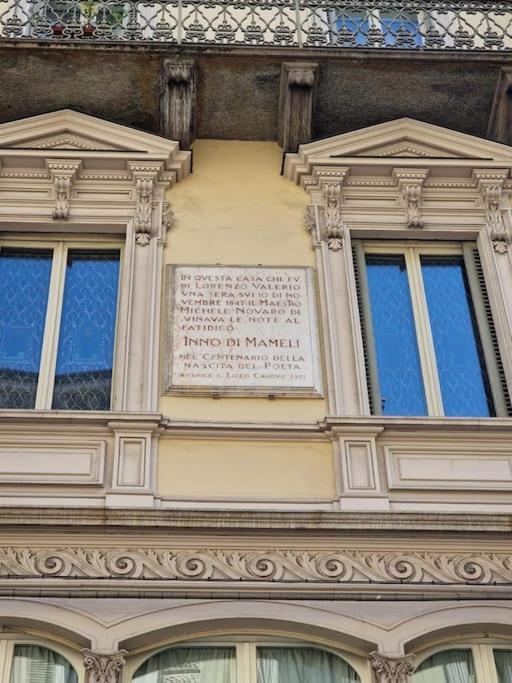 IN QVESTA CASA CHE FV
DI LORENZO VALERIO
VNA SERA SVI 10 DI NO
VEMBRE 1847 IL MAESTRO
MICHELE NOVARO DI
VINAVA LE NOTE AL
FATIDICO
INNO DI MAMELI
NEL CENTENARIO DELLA
NASCITA DEL POETA
AVSPICE IL LICEO CAVOVR 1927